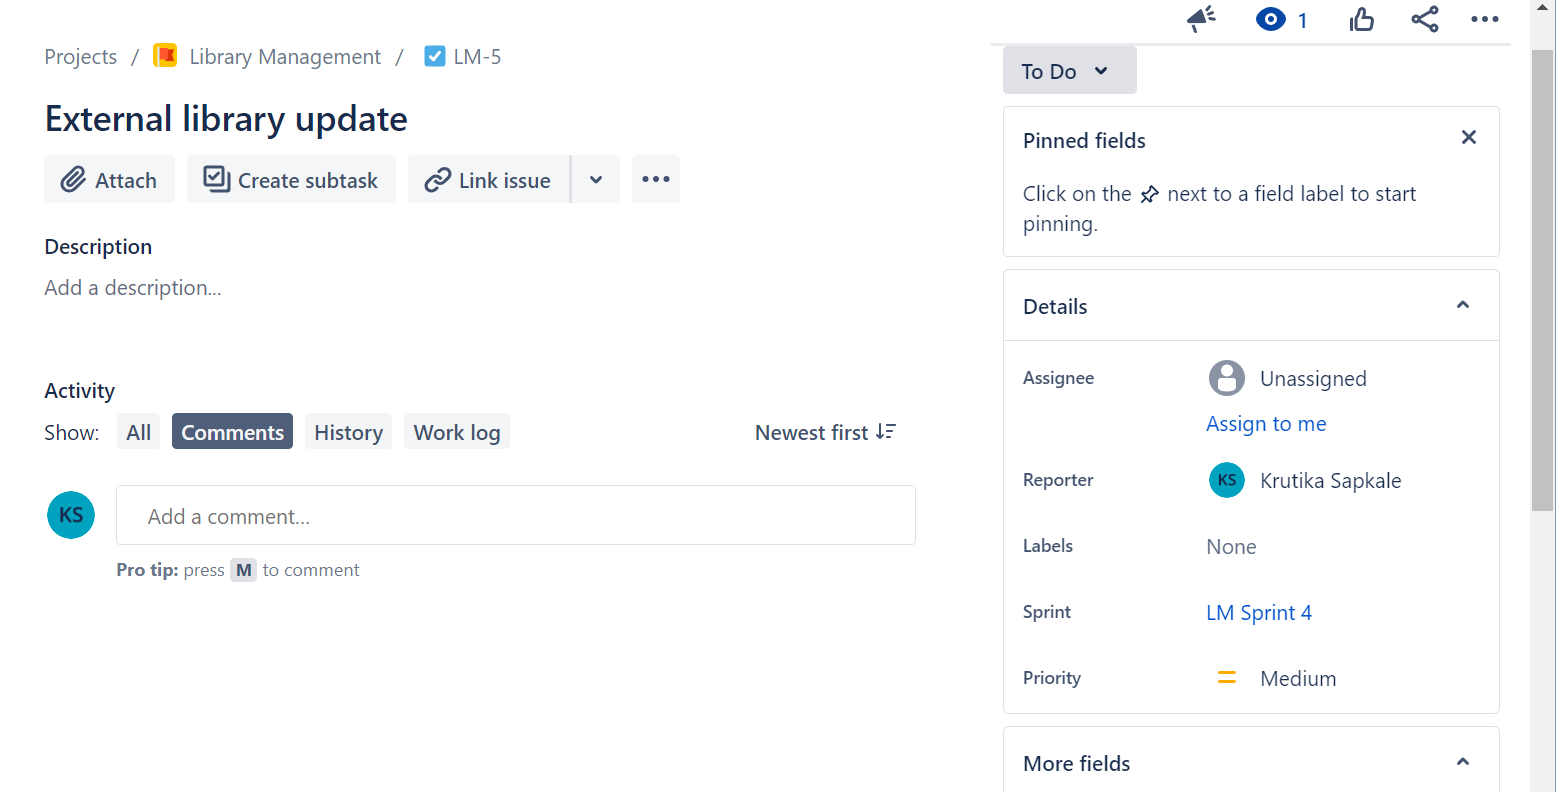 1
Projects / Library Management / LM-5
To Do
External library update
Attach Create subtask Link issue
Description
Add a description...
Activity
Show: All Comments History Work log Newest first
KS Add a comment...
Pro tip: press M to comment
Pinned fields
Click on the next to a field label to start
pinning.
Details
Assignee Unassigned
Assign to me
Reporter KS Krutika Sapkale
Labels None
Sprint LM Sprint 4
Priority Medium
More fields